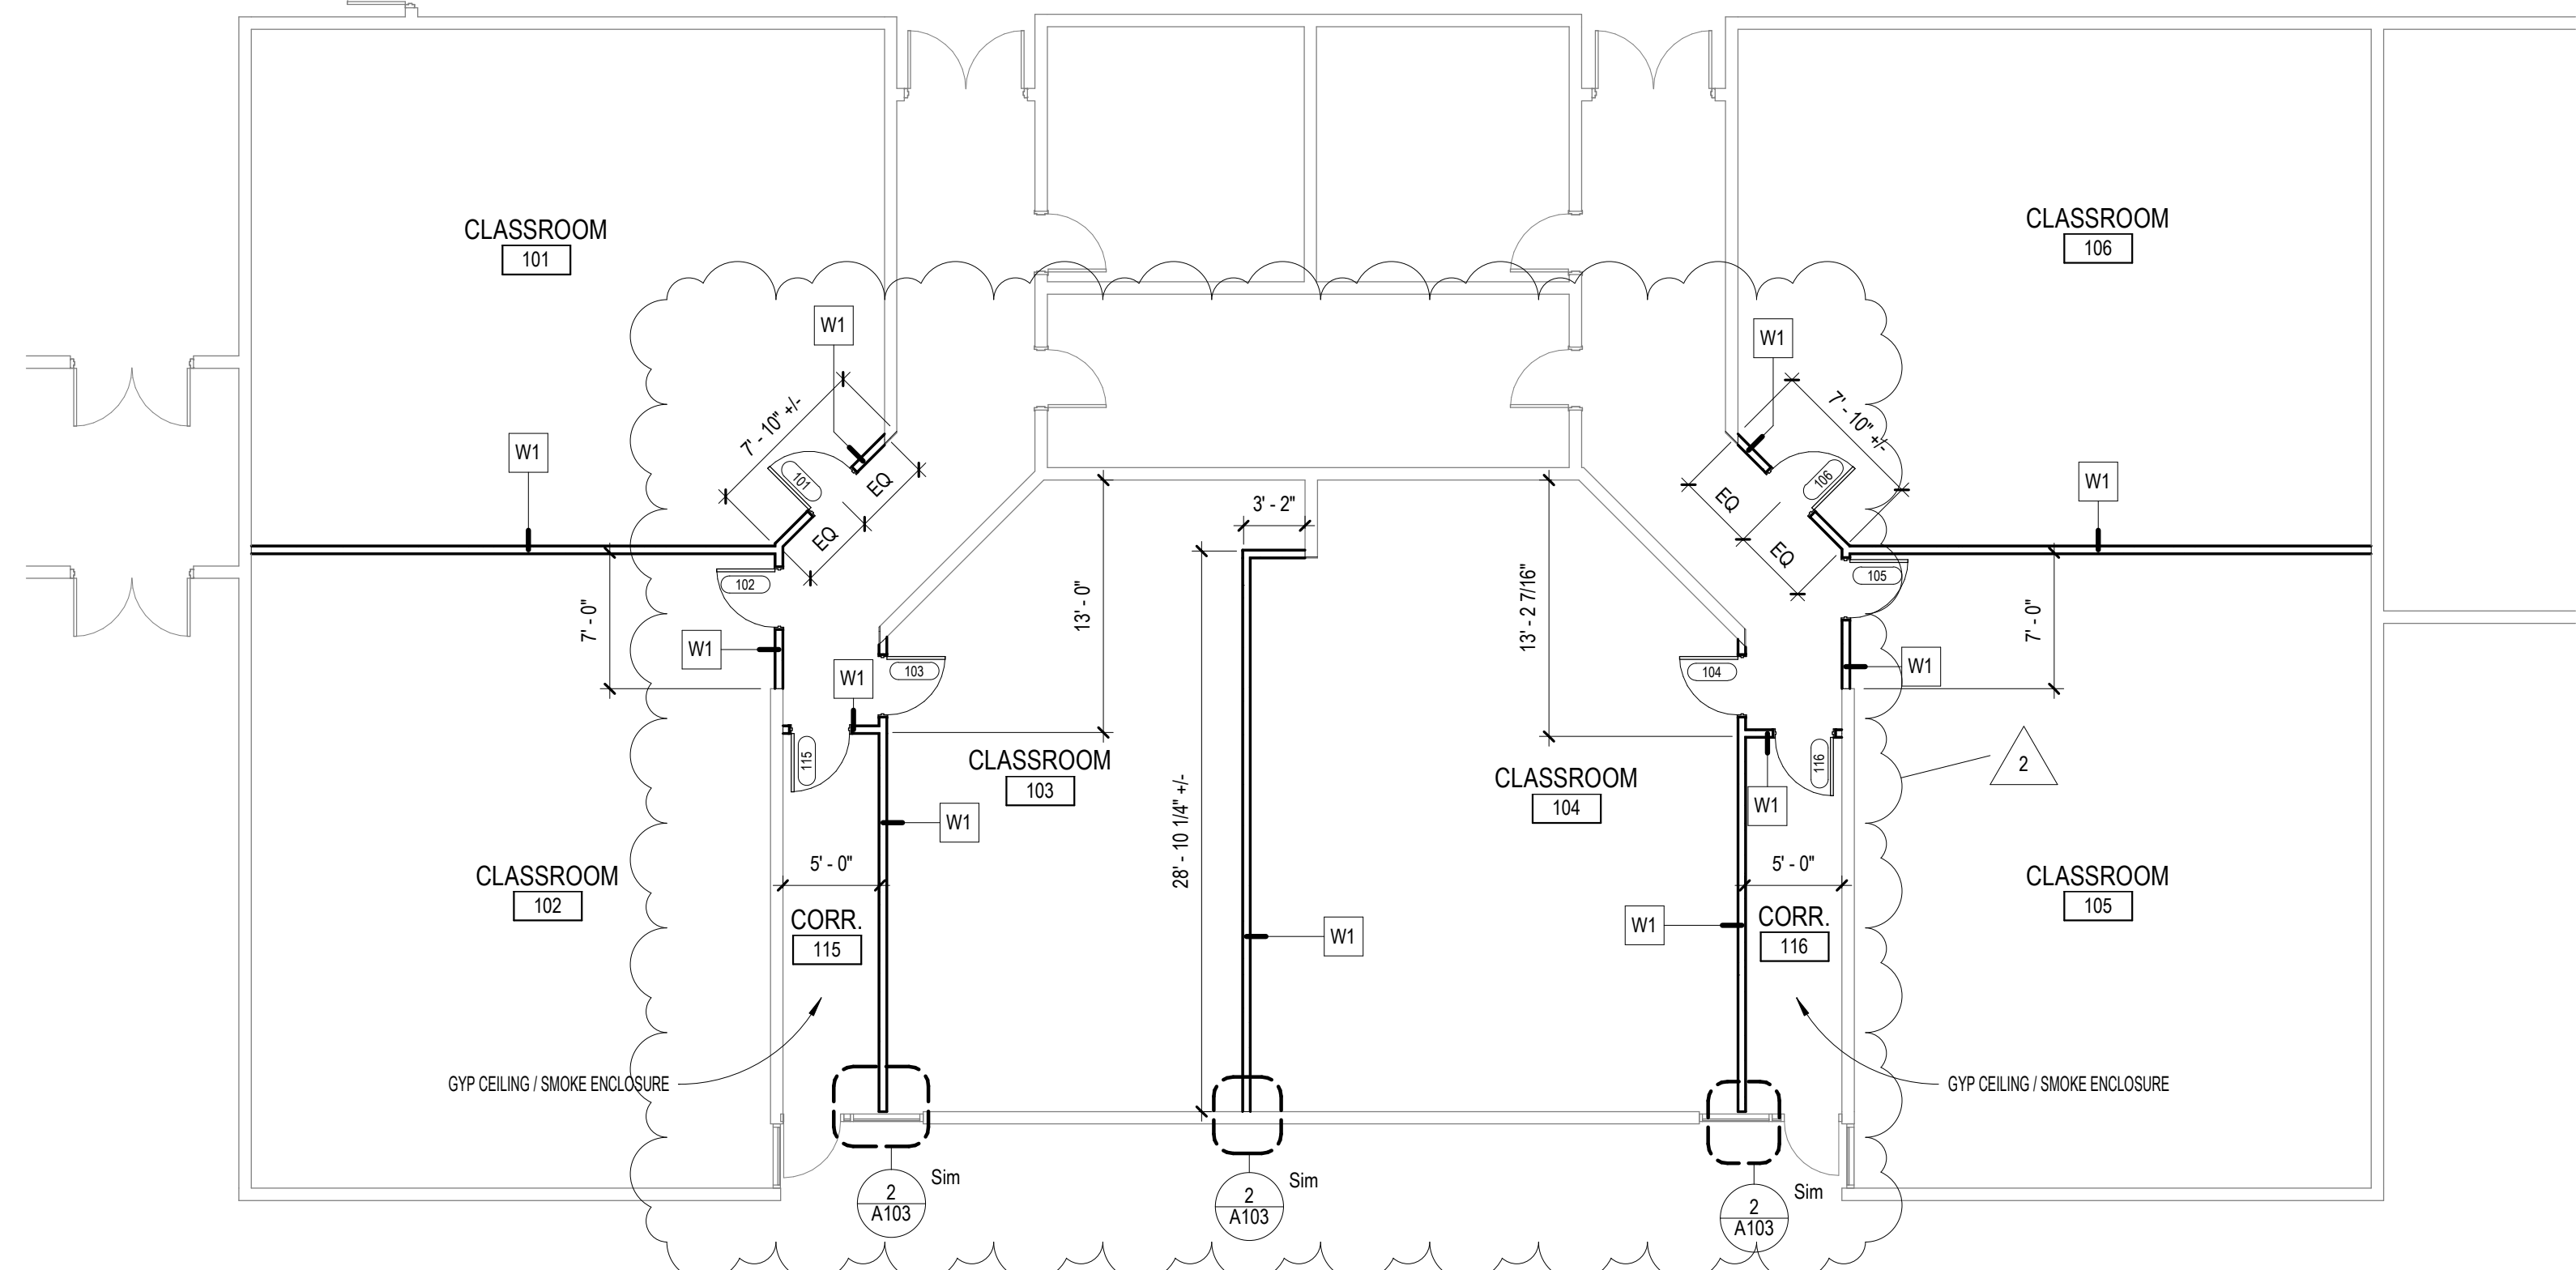 CLASSROOM
101
CLASSROOM
106
W1
W1
7' - 10" +/-
7' - 10" +/-
W1
W1
101
EQ
EQ
106
EQ
EQ
3' - 2"
102
105
7' - 0"
13' - 0"
13' - 2 7/16"
7' - 0"
W1
W1
103
104
W1
W1
115
116
CLASSROOM
103
CLASSROOM
104
2
W1
W1
28' - 10 1/4" +/-
5' - 0"
5' - 0"
CLASSROOM
102
CLASSROOM
105
CORR.
115
CORR.
116
W1
W1
GYP CEILING / SMOKE ENCLOSURE
GYP CEILING / SMOKE ENCLOSURE
2
A103
Sim
2
A103
Sim
2
A103
Sim